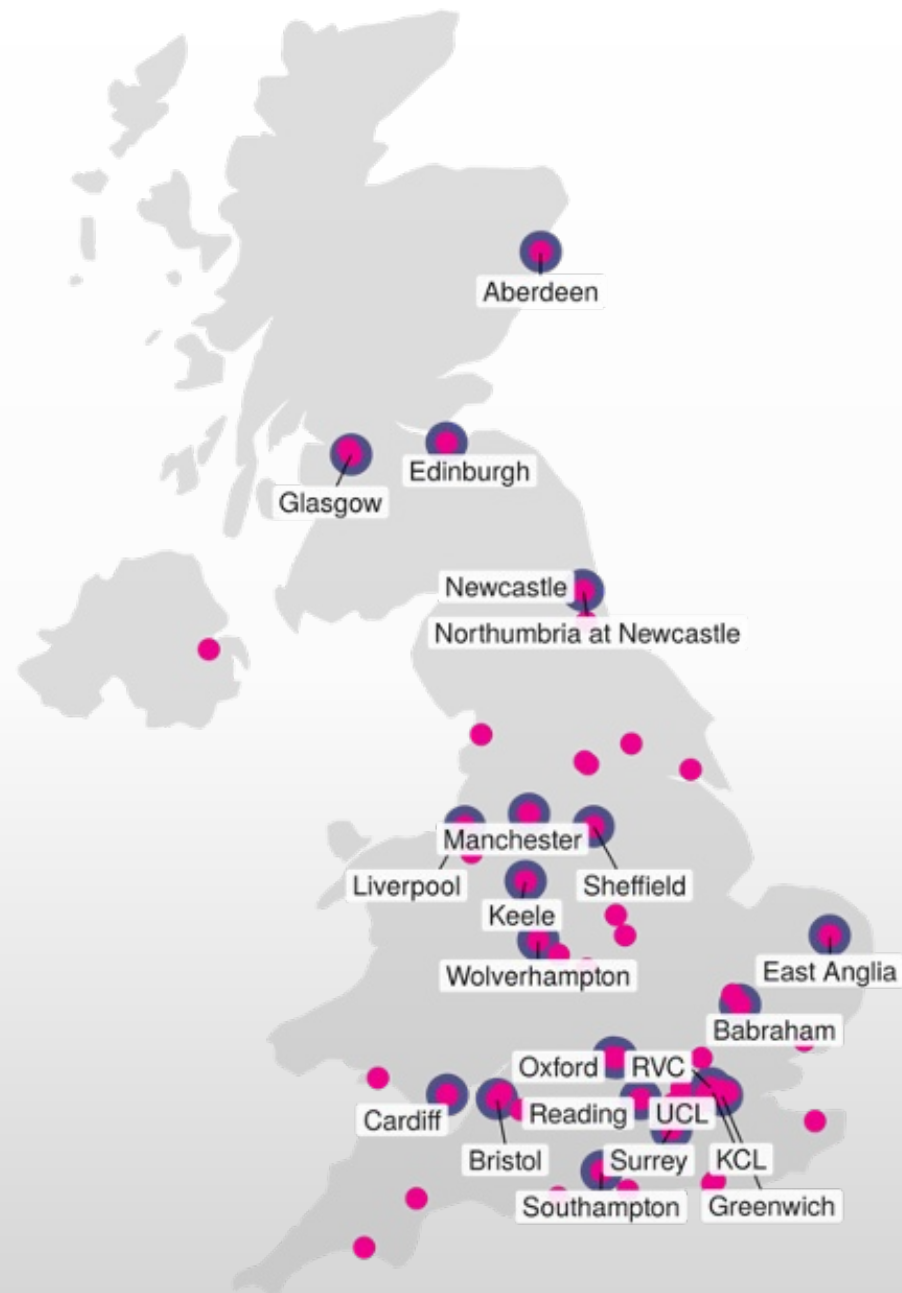 Aberdeen
Edinburgh
Glasgow
Newcastle
Northumbria at Newcastle
Manchester
Liverpool
Sheffield
Keele
Wolverhampton
East Anglia
Babraham
Oxford
RVC
Cardiff
Reading
UCL
Bristol
Surrey
KCL
Southampton
Greenwich